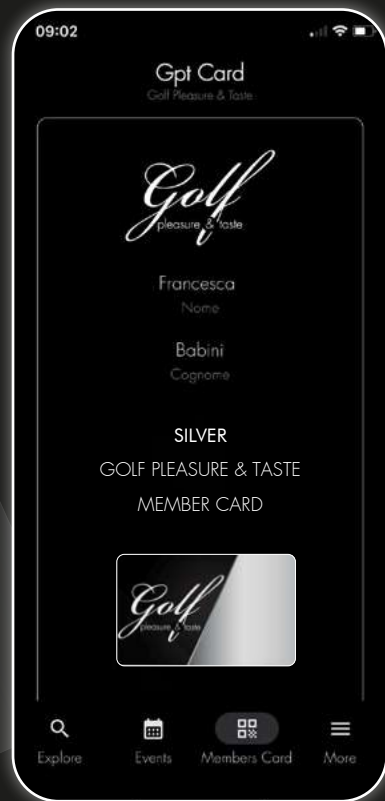 09:02
Gpt Card
Golf Pleasure & Taste
Golf
pleasure & taste
Francesca
Nome
Babini
Cognome
SILVER
GOLF PLEASURE & TASTE
MEMBER CARD
Golf
pleasure & taste
Explore
Events
Members Card
More